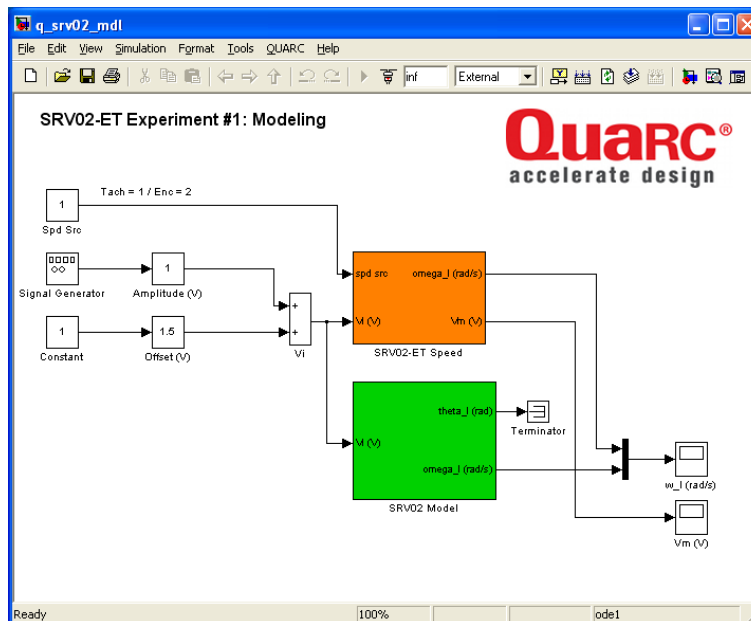 q_srv02_mdl
File Edit View Simulation Format Tools QUARC Help
inf External
SRV02-ET Experiment #1: Modeling
QUARC®
accelerate design
Tach = 1 / Enc = 2
1
Spd Src
Signal Generator
1
Amplitude (V)
1
Constant
1.5
Offset (V)
+
+
Vi
spd src
omega_l (rad/s)
Vi (V)
Vm (V)
SRV02-ET Speed
theta_l (rad)
Vi (V)
omega_l (rad/s)
SRV02 Model
Terminator
w_l (rad/s)
Vm (V)
Ready 100% ode1